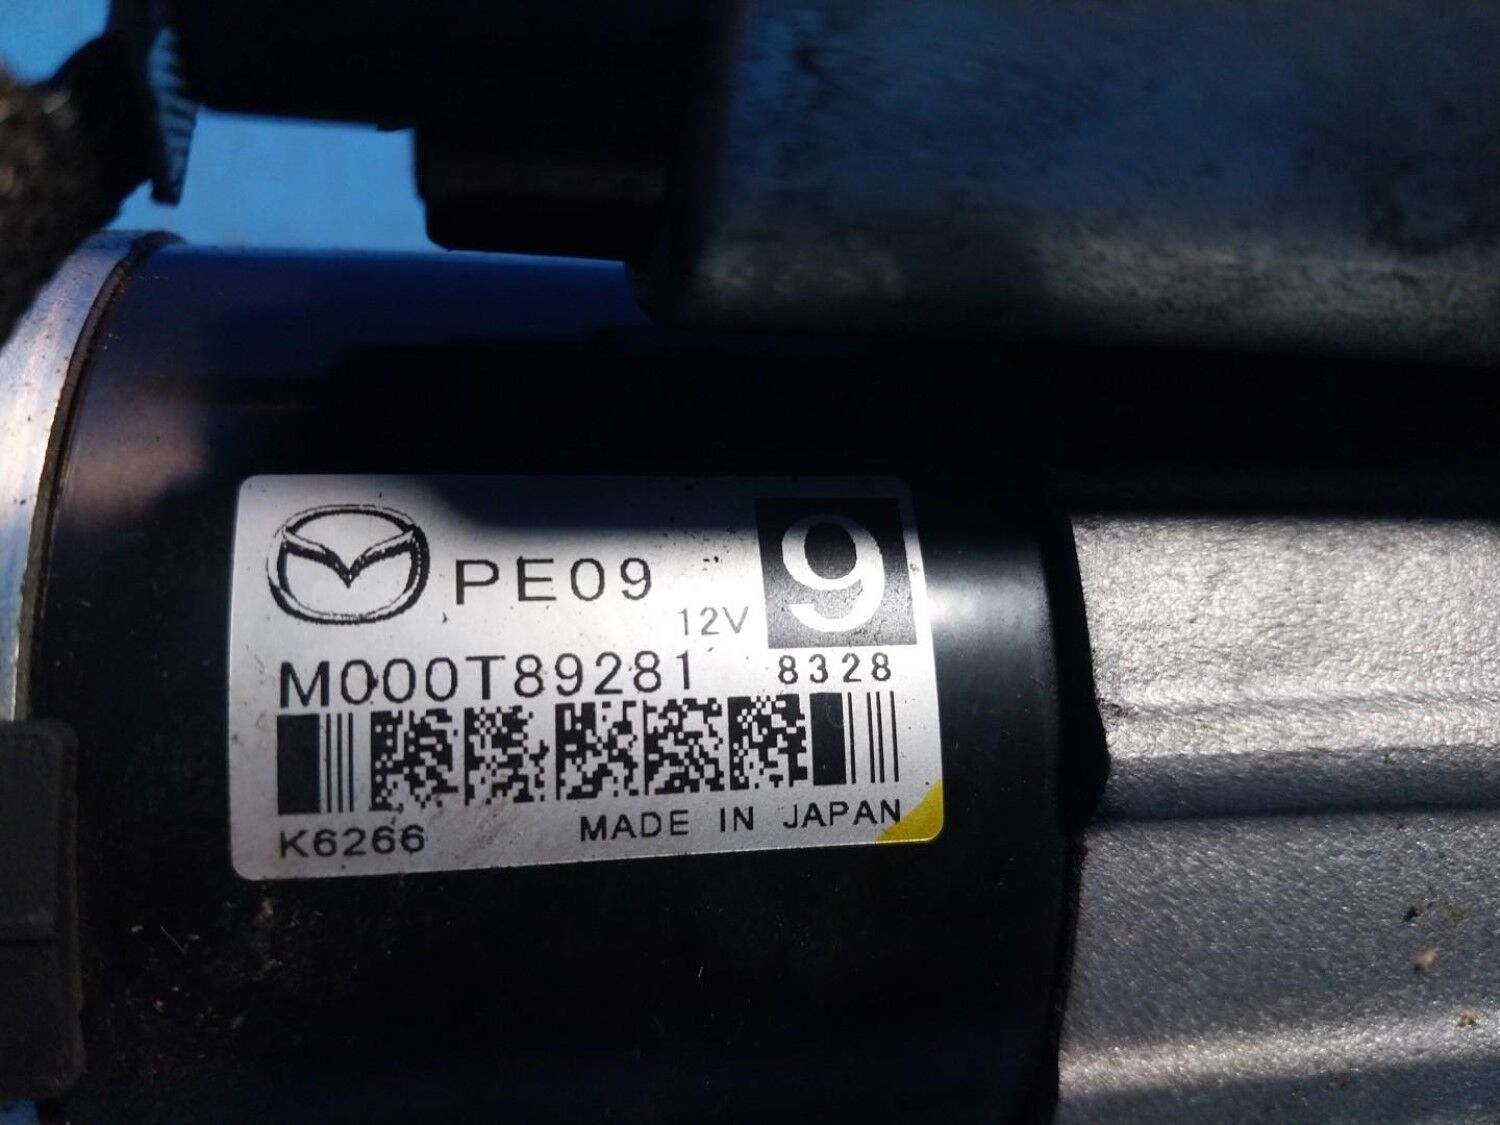 PE09
12V
9
M000T89281
8328
K6266
MADE IN JAPAN